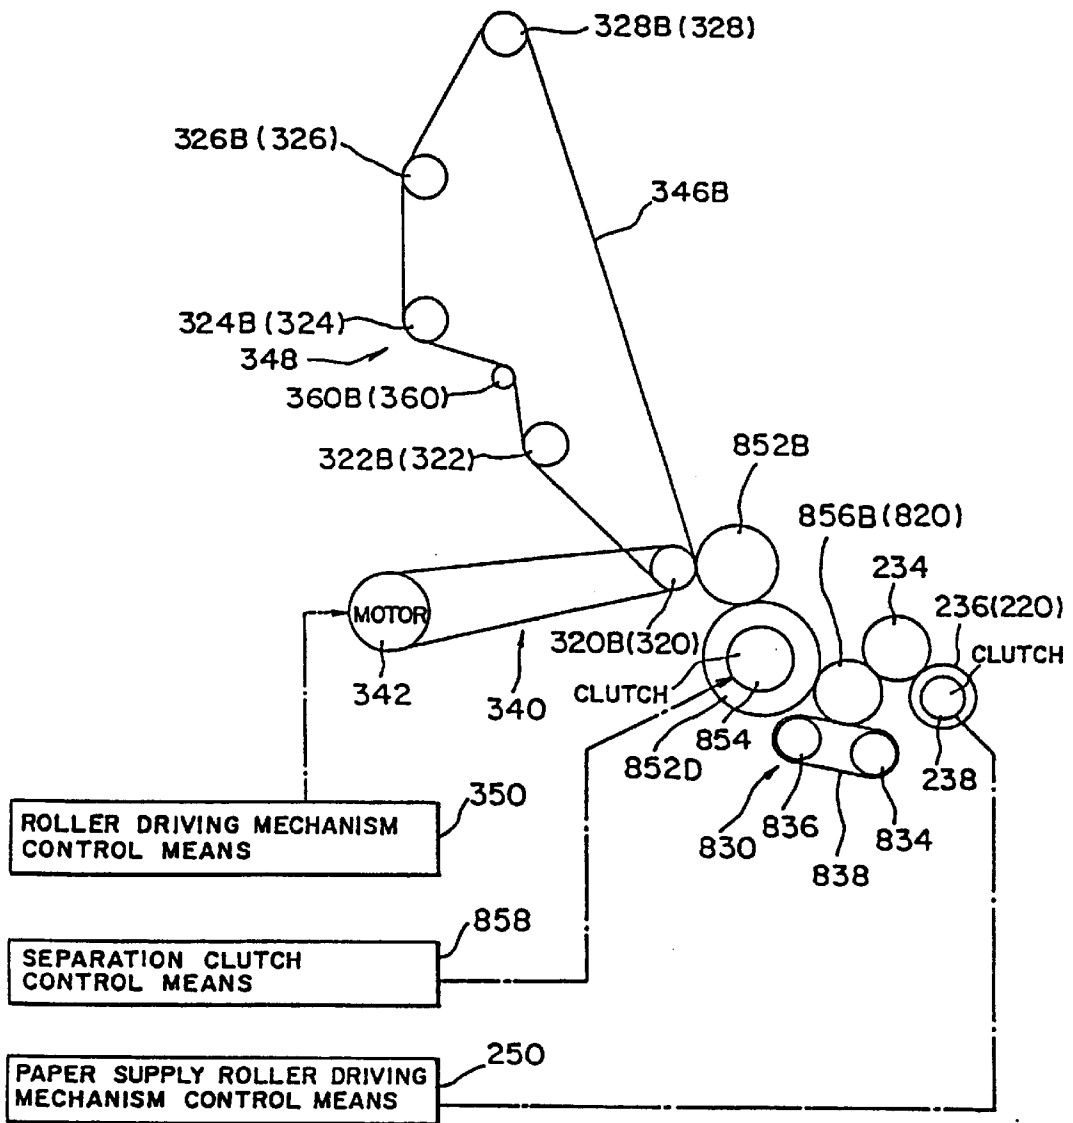 328B(328)
326B(326)
346B
324B(324)
348
360B(360)
322B(322)
852B
856B(820)
234
236(220)
CLUTCH
MOTOR
320B(320)
342
340
CLUTCH
852D
854
238
830
836
838
834
350
ROLLER DRIVING MECHANISM
CONTROL MEANS
858
SEPARATION CLUTCH
CONTROL MEANS
250
PAPER SUPPLY ROLLER DRIVING
MECHANISM CONTROL MEANS